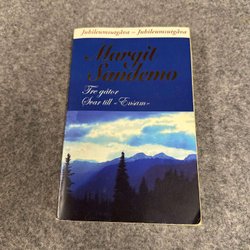 Jubileumsutgåva – Jubileumsutgåva
Margit
Sandemo
Tre gåtor
Svar till »Ensam»